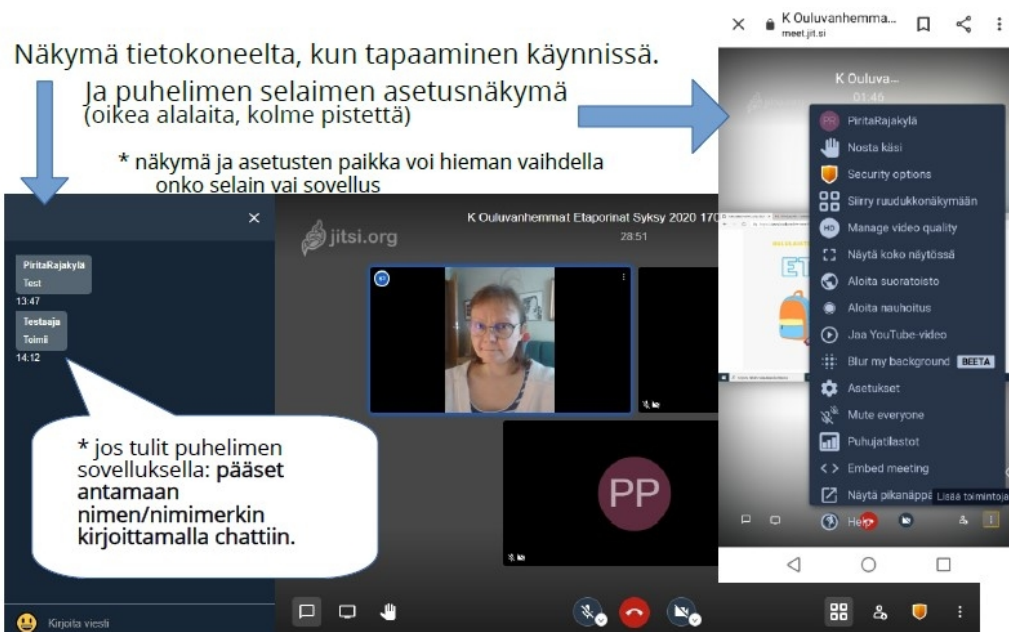 Näkymä tietokoneelta, kun tapaaminen käynnissä.
Ja puhelimen selaimen asetusnäkymä
(oikea alalaita, kolme pistettä)
* näkymä ja asetusten paikka voi hieman vaihdella
onko selain vai sovellus
PiritaRajakylä
Test
13:47
Testaaja
Toimii
14:12
* jos tulit puhelimen
sovelluksella: pääset
antamaan
nimen/nimimerkin
kirjoittamalla chattiin.
Kirjoita viesti
jitsi.org
K Ouluvanhemmat Etaporinat Syksy 2020 170
28:51
PP
K Ouluvanhemma...
meet.jit.si
K Ouluva...
01:46
PR PiritaRajakylä
Nosta käsi
Security options
Siirry ruudukkonäkymään
HD Manage video quality
Näytä koko näytössä
Aloita suoratoisto
Aloita nauhoitus
Jaa YouTube-video
Blur my background BEETA
Asetukset
Mute everyone
Puhujatilastot
Embed meeting
Näytä pikanäppä
Lisää toimintoja
Help